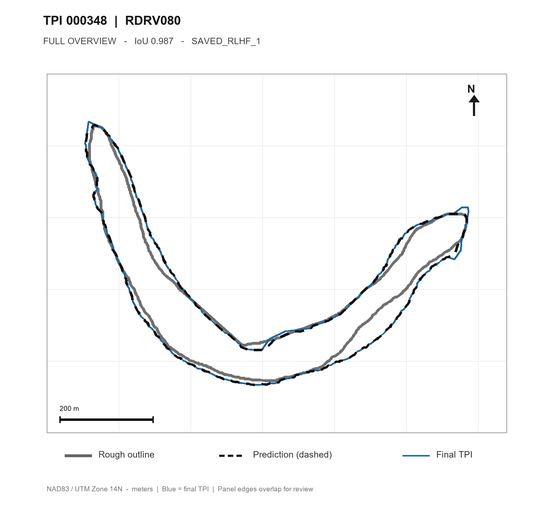 TPI 000348 | RDRV080
FULL OVERVIEW - IoU 0.987 - SAVED_RLHF_1
N
200 m
Rough outline Prediction (dashed) Final TPI
NAD83 / UTM Zone 14N - meters | Blue = final TPI | Panel edges overlap for review